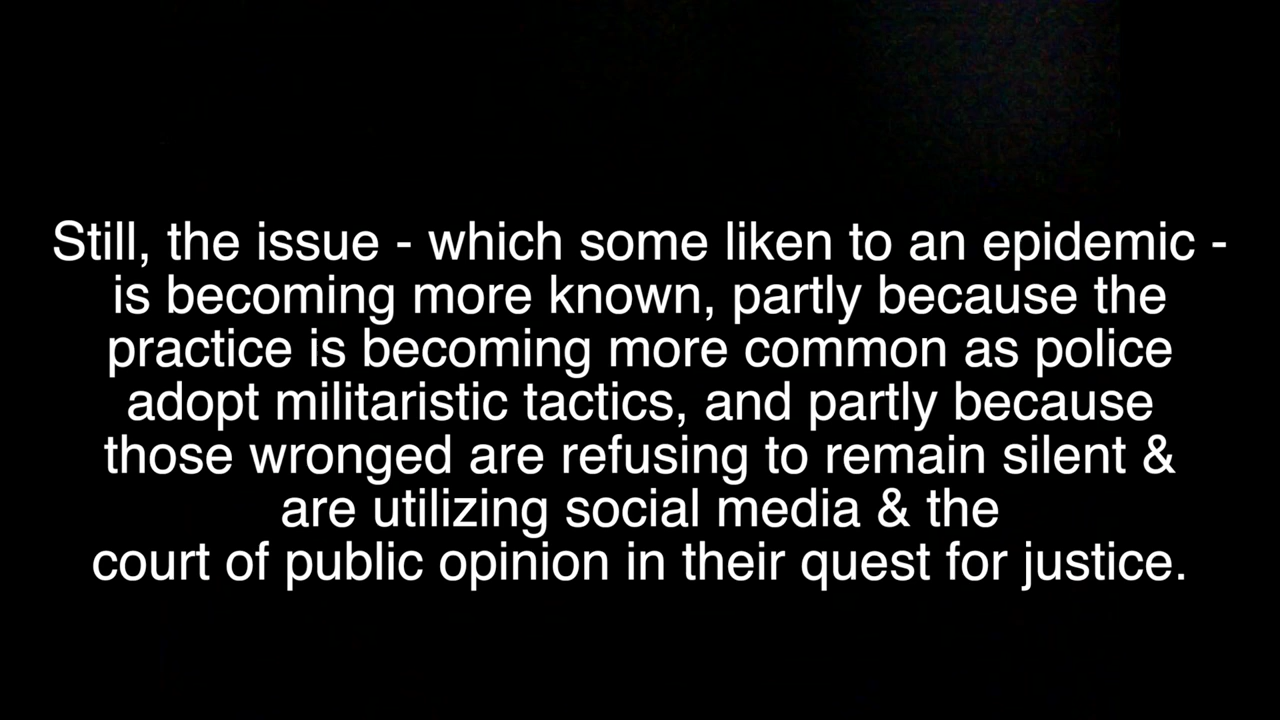 Still, the issue - which some liken to an epidemic -
is becoming more known, partly because the
practice is becoming more common as police
adopt militaristic tactics, and partly because
those wronged are refusing to remain silent &
are utilizing social media & the
court of public opinion in their quest for justice.